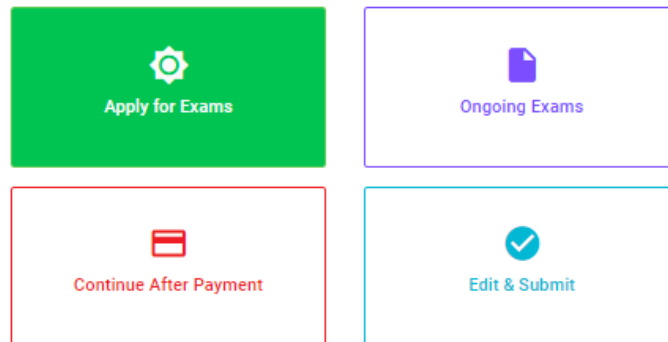 Apply for Exams
Ongoing Exams
Continue After Payment
Edit & Submit